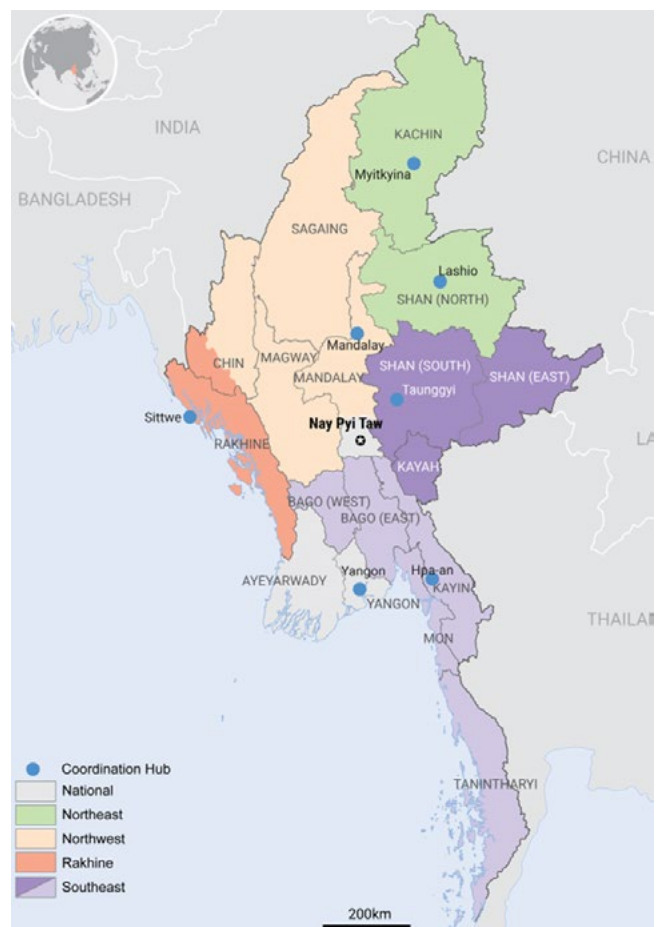 INDIA
KACHIN
CHINA
Myitkyina
BANGLADESH
SAGAING
Lashio
SHAN (NORTH)
Mandalay
CHIN
MAGWAY
SHAN (SOUTH)
SHAN (EAST)
MANDALAY
Taunggyi
Sittwe
Nay Pyi Taw
RAKHINE
LA
KAYAH
BAGO (WEST)
BAGO (EAST)
Yangon
Hpa-an
AYEYARWADY
KAYIN
YANGON
THAILA
MON
Coordination Hub
National
TANINTHARYI
Northeast
Northwest
Rakhine
Southeast
200km